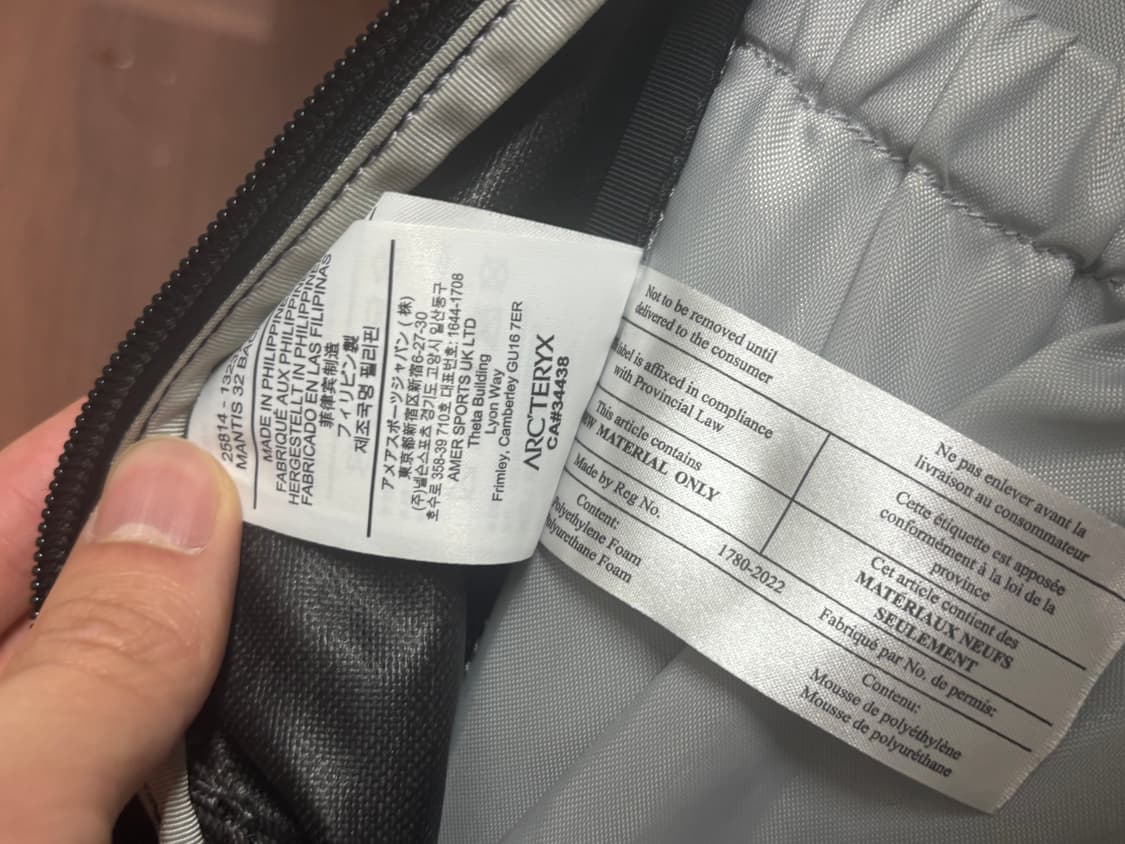 25814 - 1323
MANTIS 32 BA
MADE IN PHILIPPINE
FABRIQUÉ AUX PHILIPPIN
HERGESTELLT IN PHILIPPINE
FABRICADO EN LAS FILIPINAS
菲律宾制造
フィリピン製
제조국명 필리핀
アメアスポーツジャパン(株)
東京都新宿区新宿6-27-30
(주)넬슨스포츠 경기도 고양시 일산동구
호수로 358-39 710호 대표번호: 1644-1708
AMER SPORTS UK LTD
Theta Building
Lyon Way
Frimley, Camberley GU16 7ER
ARC'TERYX
CA#34438
Not to be removed until
delivered to the consumer
label is affixed in compliance
with Provincial Law
This article contains
W MATERIAL ONLY
Made by Reg No.
1780-2022
Content:
Polyethylene Foam
Polyurethane Foam
Ne pas enlever avant la
livraison au consommateur
Cette étiquette est apposée
conformément à la loi de la
province
Cet article contient des
MATÉRIAUX NEUFS
SEULEMENT
Fabriqué par No. de permis:
Contenu:
Mousse de polyéthylène
Mousse de polyuréthane